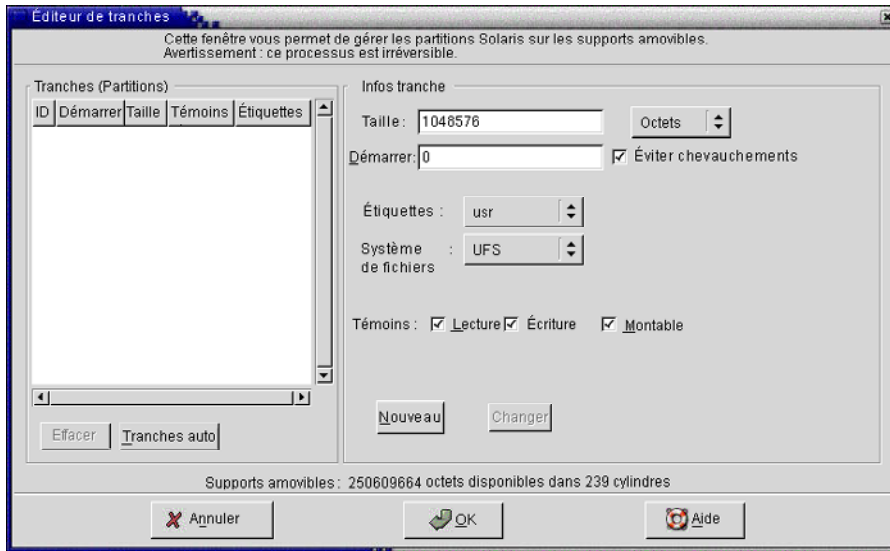 Éditeur de tranches
Cette fenêtre vous permet de gérer les partitions Solaris sur les supports amovibles.
Avertissement : ce processus est irréversible.
Tranches (Partitions)
ID Démarrer Taille Témoins Étiquettes
Infos tranche
Taille : 1048576 Octets
Démarrer: 0 Éviter chevauchements
Étiquettes : usr
Système : UFS
de fichiers
Témoins : Lecture Écriture Montable
Nouveau Changer
Effacer Tranches auto
Supports amovibles : 250609664 octets disponibles dans 239 cylindres
Annuler OK Aide